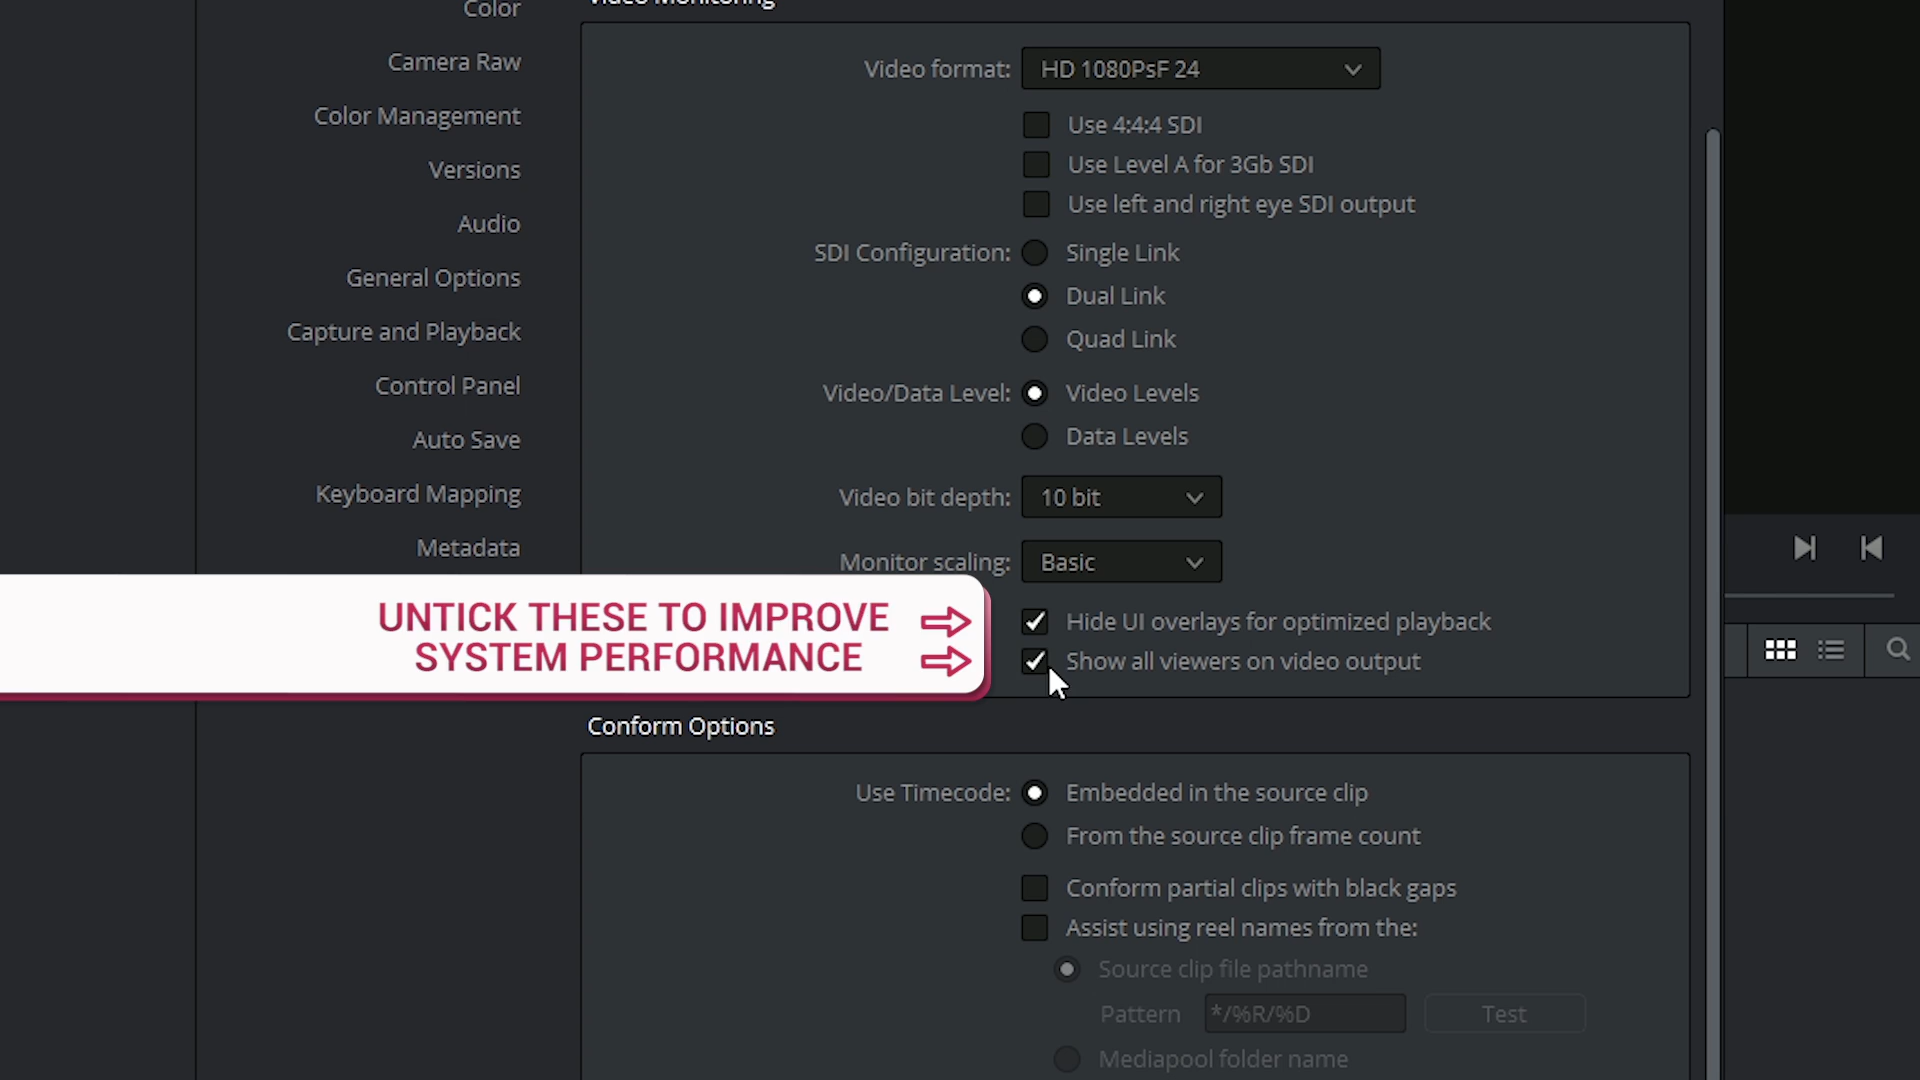 Color
Camera Raw
Color Management
Versions
Audio
General Options
Capture and Playback
Control Panel
Auto Save
Keyboard Mapping
Metadata
Video Monitoring
Video format: HD 1080PsF 24
Use 4:4:4 SDI
Use Level A for 3Gb SDI
Use left and right eye SDI output
SDI Configuration: Single Link
Dual Link
Quad Link
Video/Data Level: Video Levels
Data Levels
Video bit depth: 10 bit
Monitor scaling: Basic
UNTICK THESE TO IMPROVE
SYSTEM PERFORMANCE
Hide UI overlays for optimized playback
Show all viewers on video output
Conform Options
Use Timecode: Embedded in the source clip
From the source clip frame count
Conform partial clips with black gaps
Assist using reel names from the:
Source clip file pathname
Pattern */%R/%D Test
Mediapool folder name